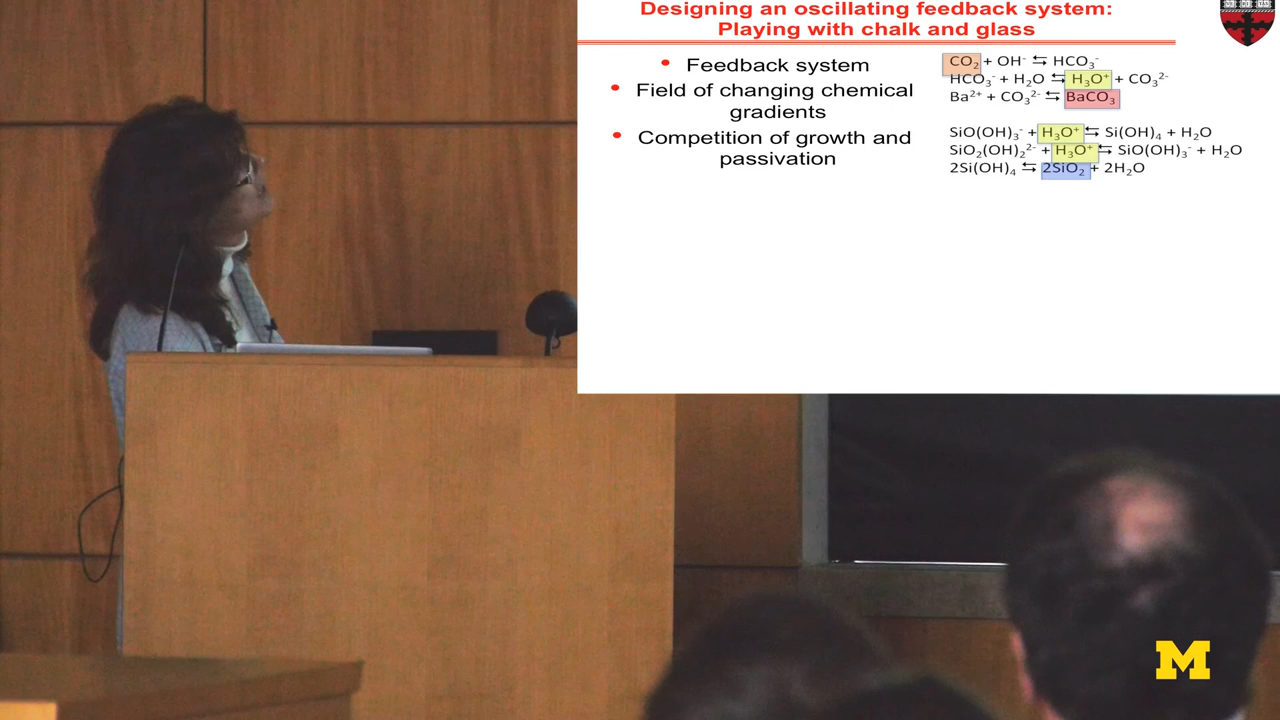 Designing an oscillating feedback system:
Playing with chalk and glass
• Feedback system
• Field of changing chemical
gradients
• Competition of growth and
passivation
CO₂ + OH⁻ ⇆ HCO₃⁻
HCO₃⁻ + H₂O ⇆ H₃O⁺ + CO₃²⁻
Ba²⁺ + CO₃²⁻ ⇆ BaCO₃
SiO(OH)₃⁻ + H₃O⁺ ⇆ Si(OH)₄ + H₂O
SiO₂(OH)₂²⁻ + H₃O⁺ ⇆ SiO(OH)₃⁻ + H₂O
2Si(OH)₄ ⇆ 2SiO₂ + 2H₂O
M